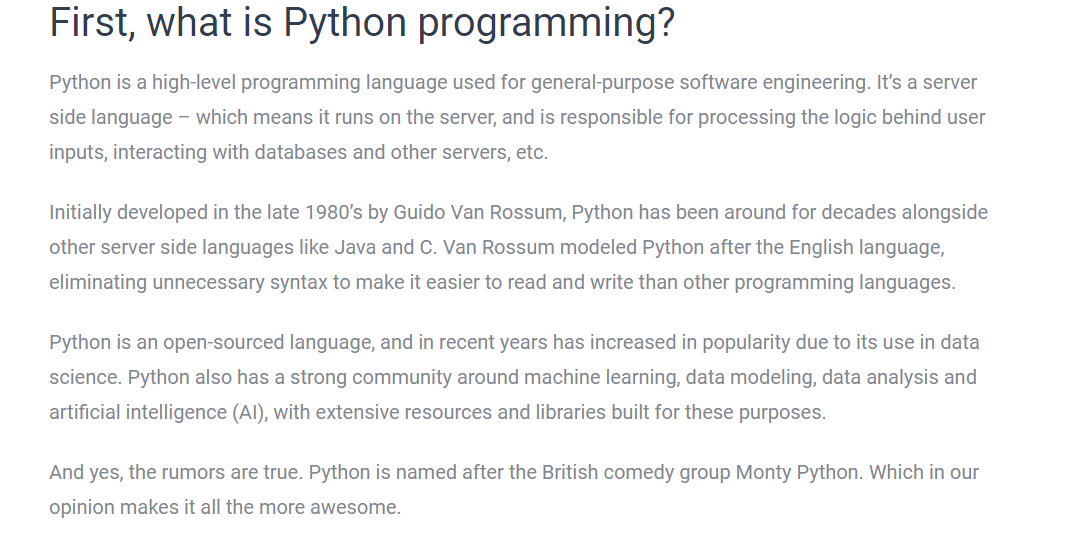 First, what is Python programming?
Python is a high-level programming language used for general-purpose software engineering. It’s a server
side language – which means it runs on the server, and is responsible for processing the logic behind user
inputs, interacting with databases and other servers, etc.
Initially developed in the late 1980’s by Guido Van Rossum, Python has been around for decades alongside
other server side languages like Java and C. Van Rossum modeled Python after the English language,
eliminating unnecessary syntax to make it easier to read and write than other programming languages.
Python is an open-sourced language, and in recent years has increased in popularity due to its use in data
science. Python also has a strong community around machine learning, data modeling, data analysis and
artificial intelligence (AI), with extensive resources and libraries built for these purposes.
And yes, the rumors are true. Python is named after the British comedy group Monty Python. Which in our
opinion makes it all the more awesome.